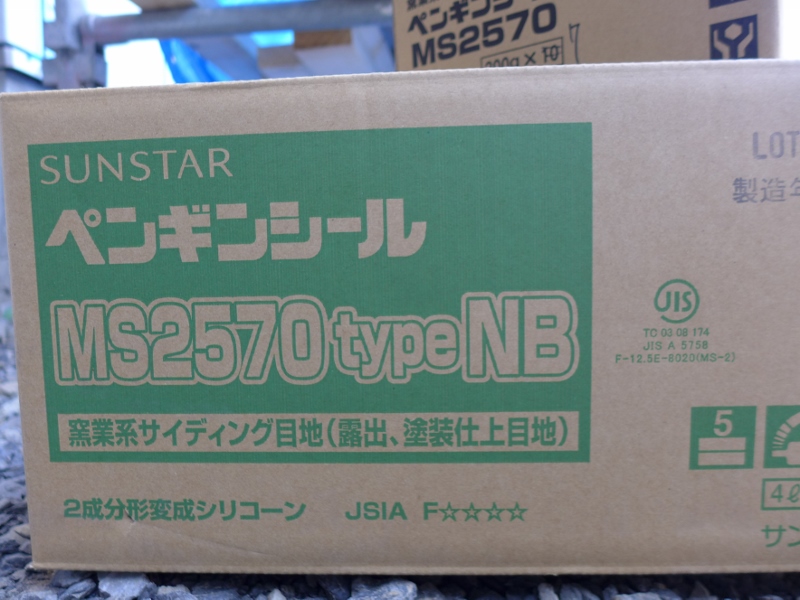 ペンギンシール
MS2570
7
SUNSTAR
ペンギンシール
MS2570 type NB
窯業系サイディング目地(露出、塗装仕上目地)
2成分形変成シリコーン JSIA F☆☆☆☆
LOT
製造年
JIS
TC 03 08 174
JIS A 5758
F-12.5E-8020(MS-2)
5
4ℓ
サン